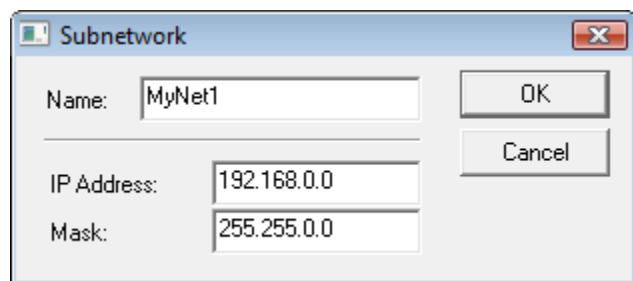 Subnetwork
Name: MyNet1
OK
Cancel
IP Address: 192.168.0.0
Mask: 255.255.0.0